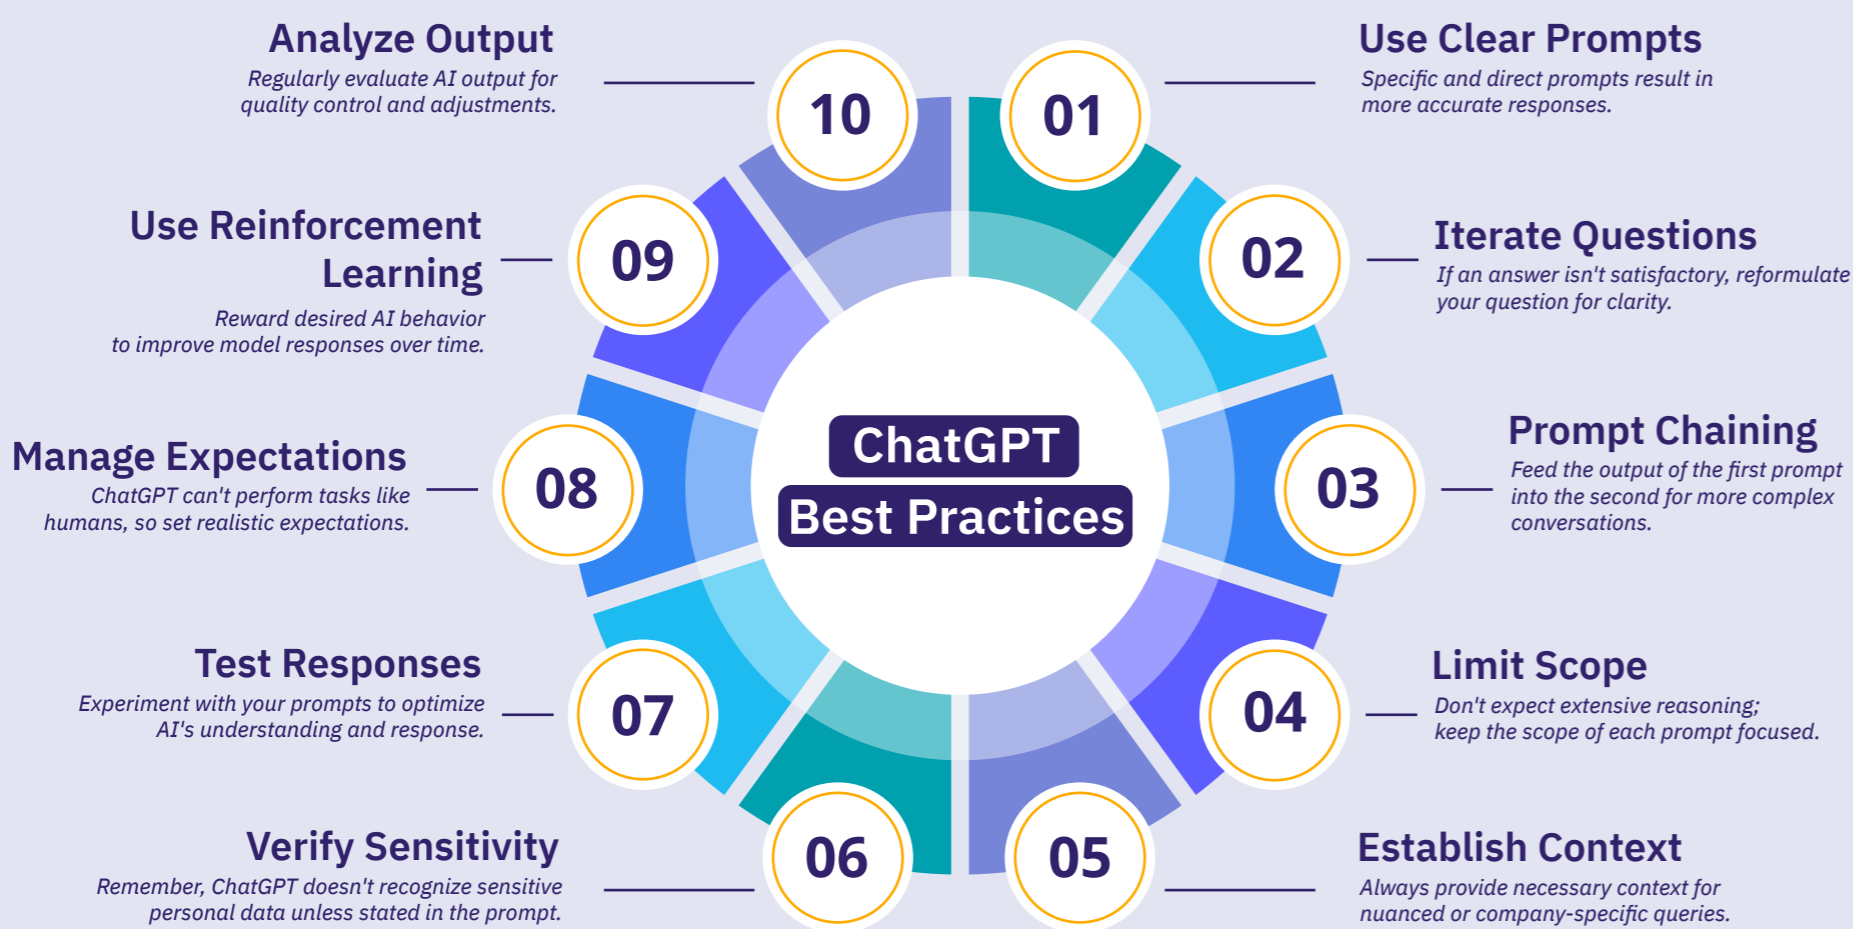 ChatGPT
Best Practices
01
Use Clear Prompts
Specific and direct prompts result in
more accurate responses.
02
Iterate Questions
If an answer isn't satisfactory, reformulate
your question for clarity.
03
Prompt Chaining
Feed the output of the first prompt
into the second for more complex
conversations.
04
Limit Scope
Don't expect extensive reasoning;
keep the scope of each prompt focused.
05
Establish Context
Always provide necessary context for
nuanced or company-specific queries.
06
Verify Sensitivity
Remember, ChatGPT doesn't recognize sensitive
personal data unless stated in the prompt.
07
Test Responses
Experiment with your prompts to optimize
AI's understanding and response.
08
Manage Expectations
ChatGPT can't perform tasks like
humans, so set realistic expectations.
09
Use Reinforcement
Learning
Reward desired AI behavior
to improve model responses over time.
10
Analyze Output
Regularly evaluate AI output for
quality control and adjustments.